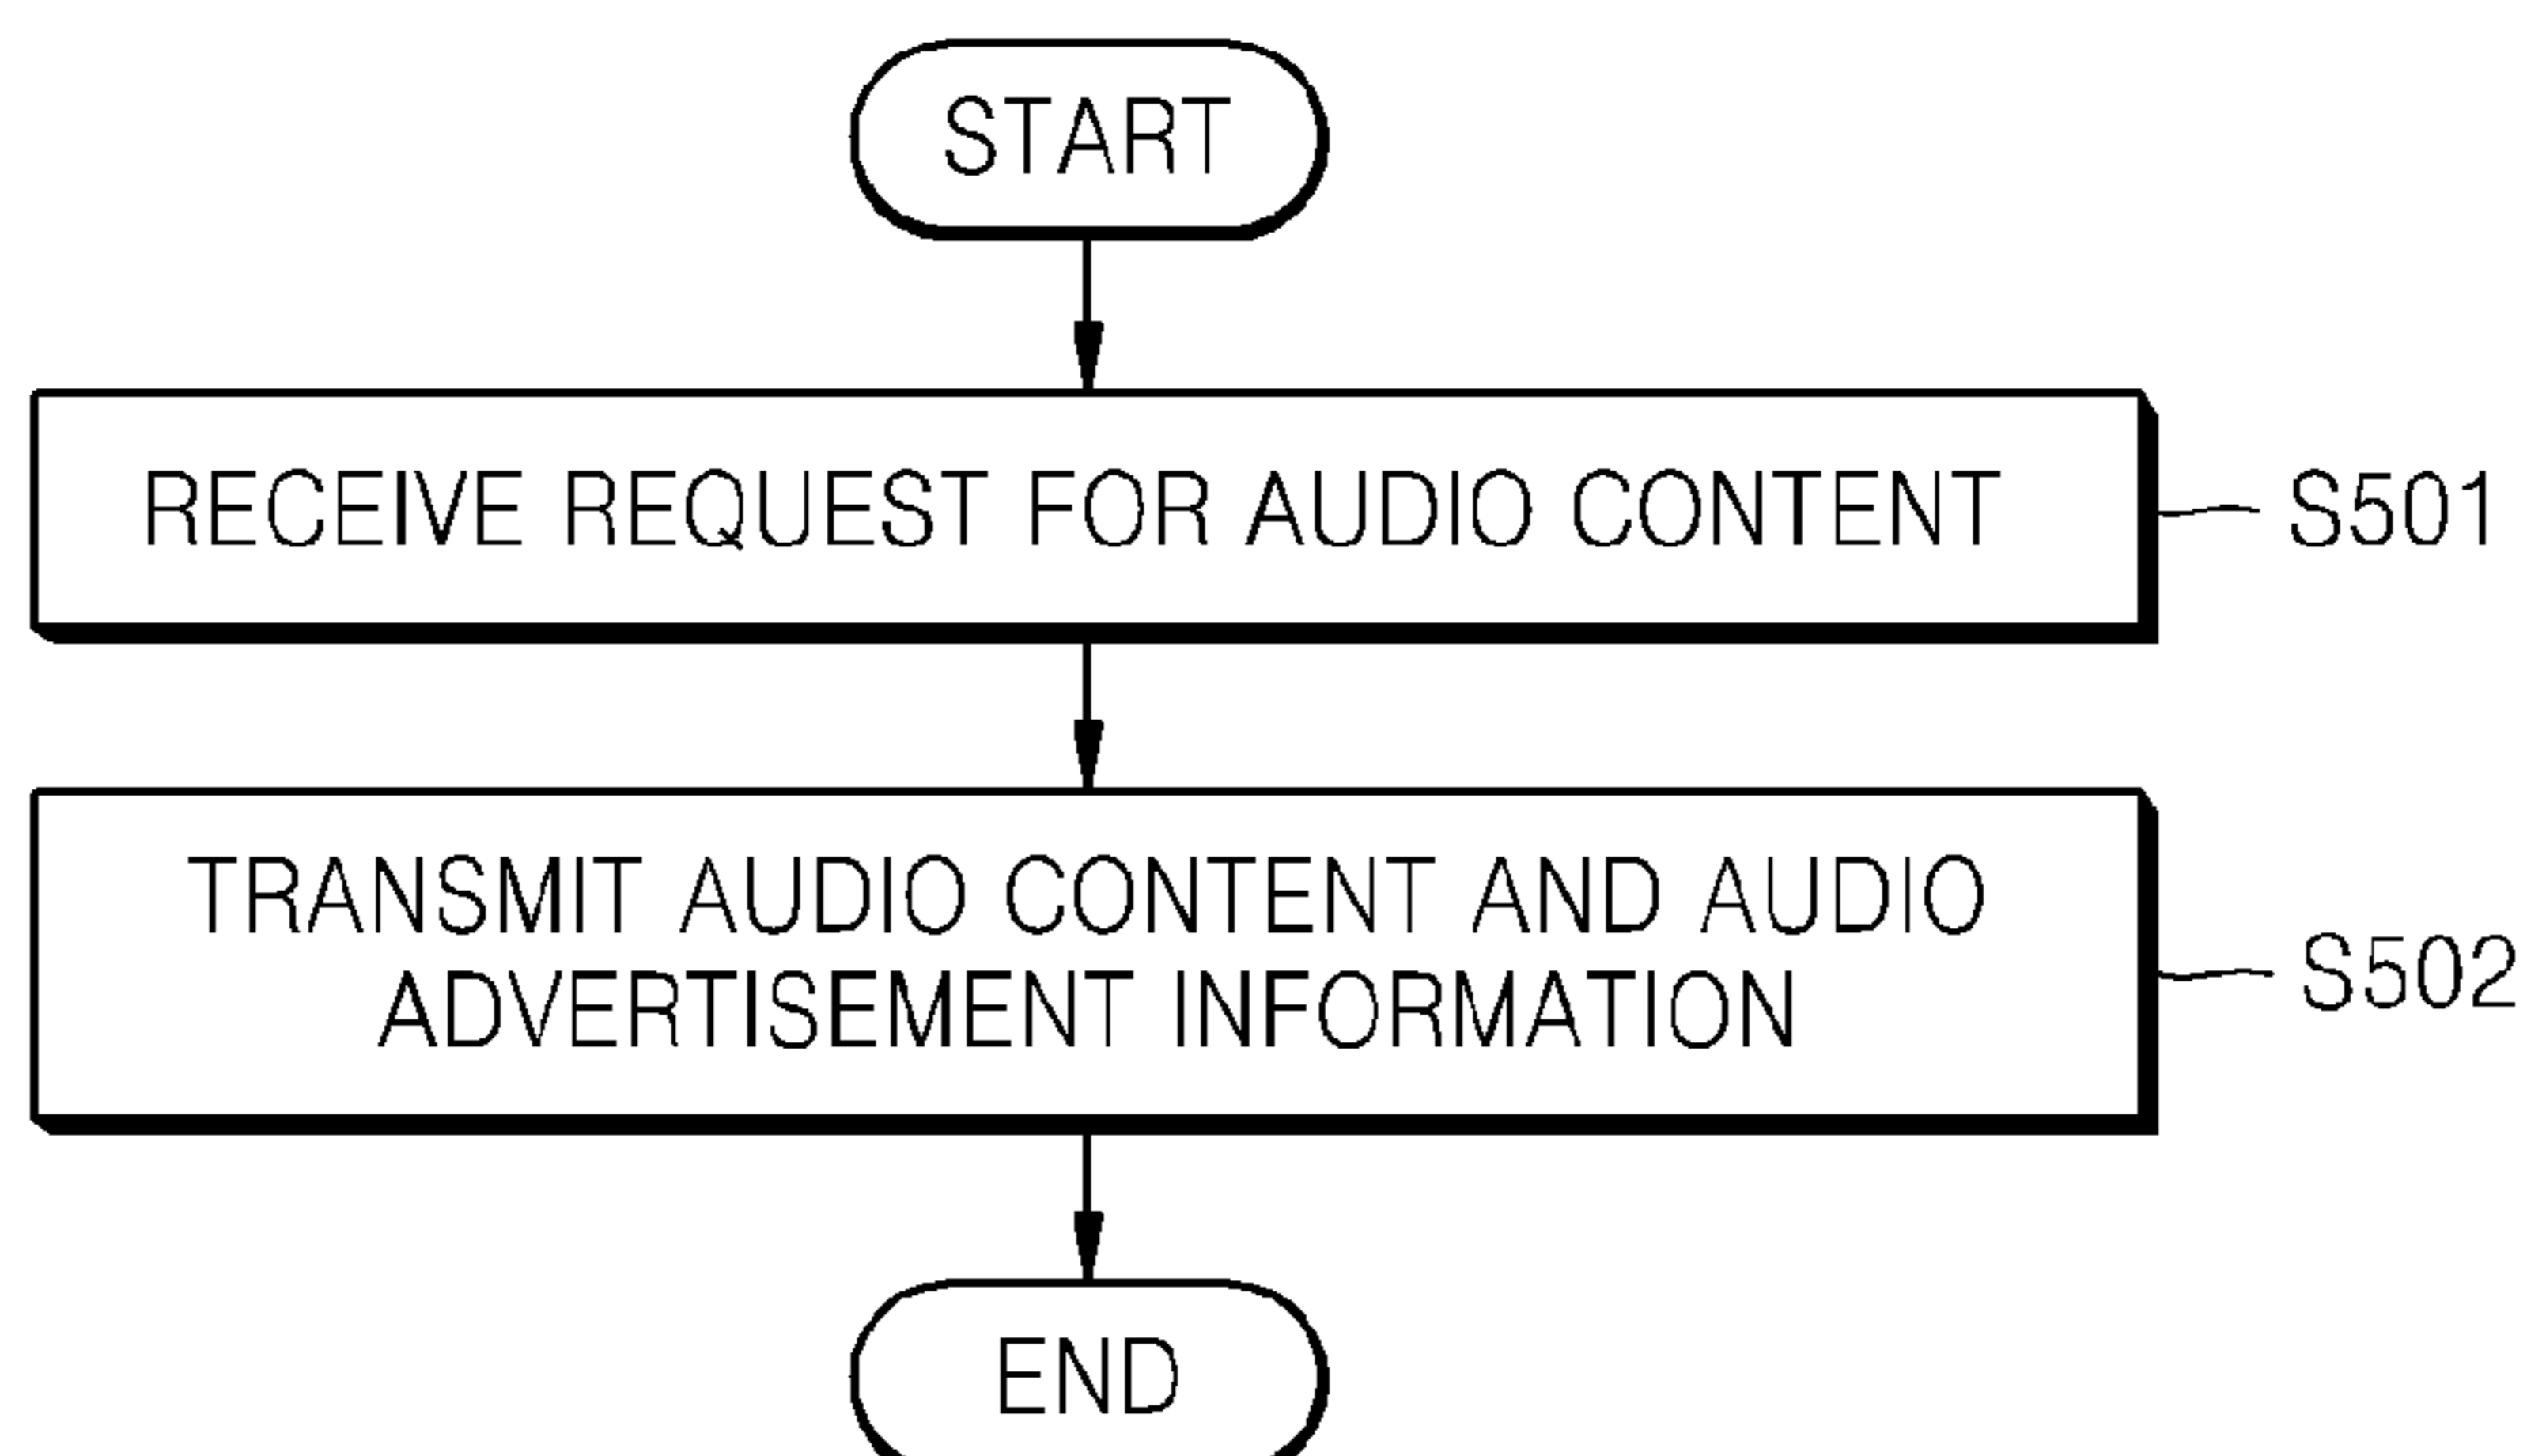 START
RECEIVE REQUEST FOR AUDIO CONTENT
S501
TRANSMIT AUDIO CONTENT AND AUDIO
ADVERTISEMENT INFORMATION
S502
END